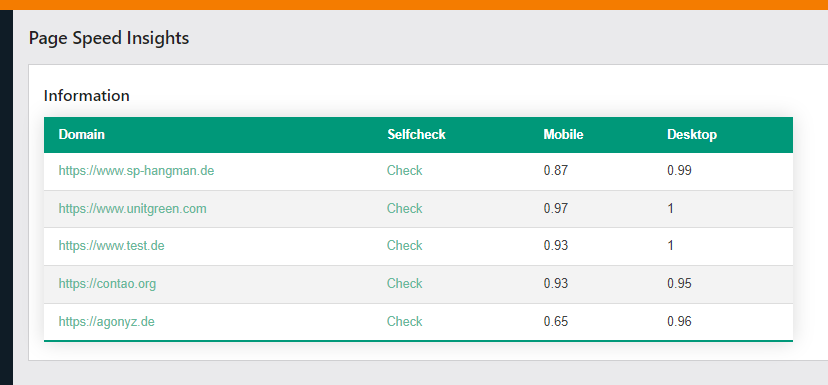 Page Speed Insights
Information
Domain Selfcheck Mobile Desktop
https://www.sp-hangman.de Check 0.87 0.99
https://www.unitgreen.com Check 0.97 1
https://www.test.de Check 0.93 1
https://contao.org Check 0.93 0.95
https://agonyz.de Check 0.65 0.96